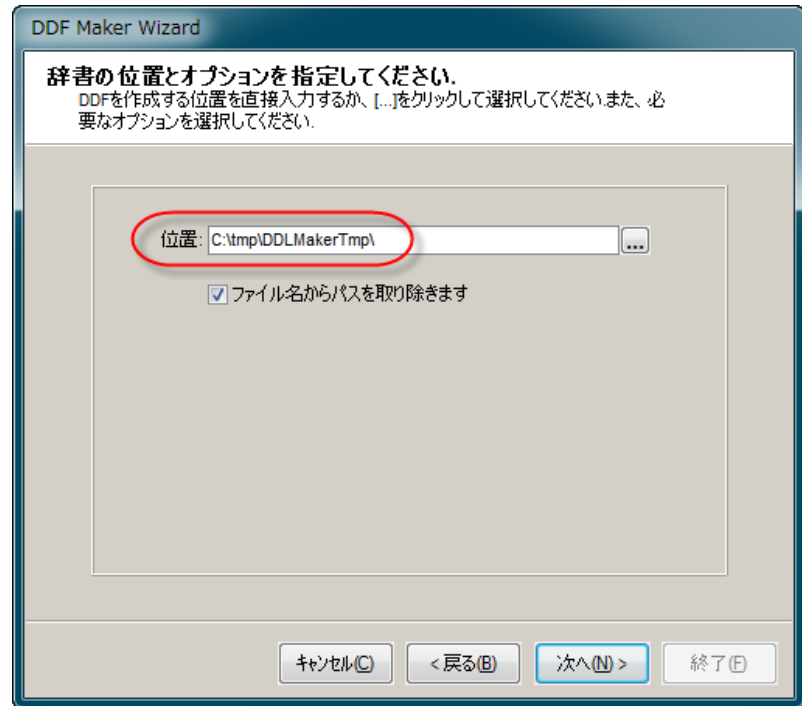 DDF Maker Wizard
辞書の位置とオプションを指定してください.
DDFを作成する位置を直接入力するか、[...]をクリックして選択してください.また、必
要なオプションを選択してください.
位置: C:\tmp\DDLMakerTmp\ ...
ファイル名からパスを取り除きます
キャンセル(C) < 戻る(B) 次へ(N) > 終了(F)